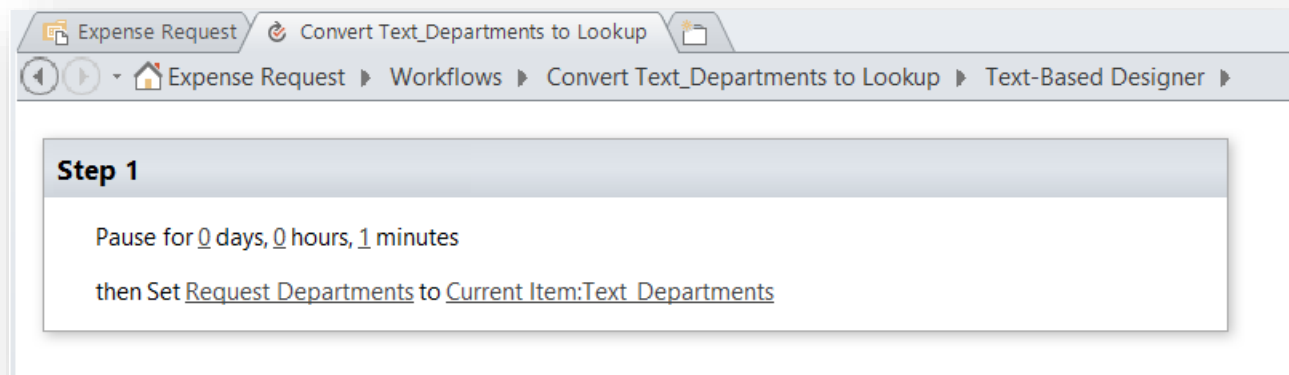 Expense Request Convert Text_Departments to Lookup
Expense Request Workflows Convert Text_Departments to Lookup Text-Based Designer
Step 1
Pause for 0 days, 0 hours, 1 minutes
then Set Request Departments to Current Item:Text_Departments